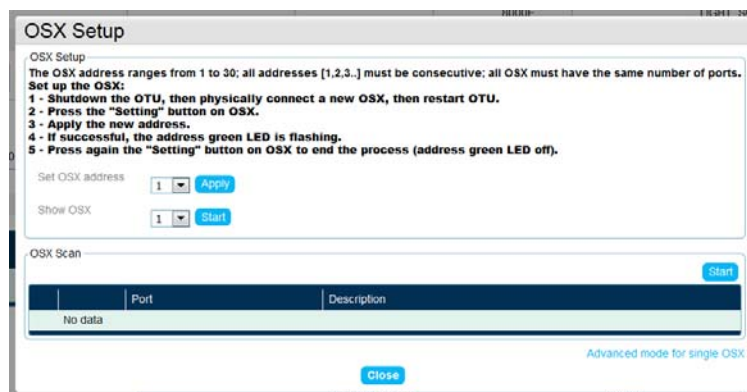 OSX Setup
OSX Setup
The OSX address ranges from 1 to 30; all addresses [1,2,3..] must be consecutive; all OSX must have the same number of ports.
Set up the OSX:
1 - Shutdown the OTU, then physically connect a new OSX, then restart OTU.
2 - Press the "Setting" button on OSX.
3 - Apply the new address.
4 - If successful, the address green LED is flashing.
5 - Press again the "Setting" button on OSX to end the process (address green LED off).
Set OSX address 1 Apply
Show OSX 1 Start
OSX Scan
Start
Port Description
No data
Advanced mode for single OSX
Close